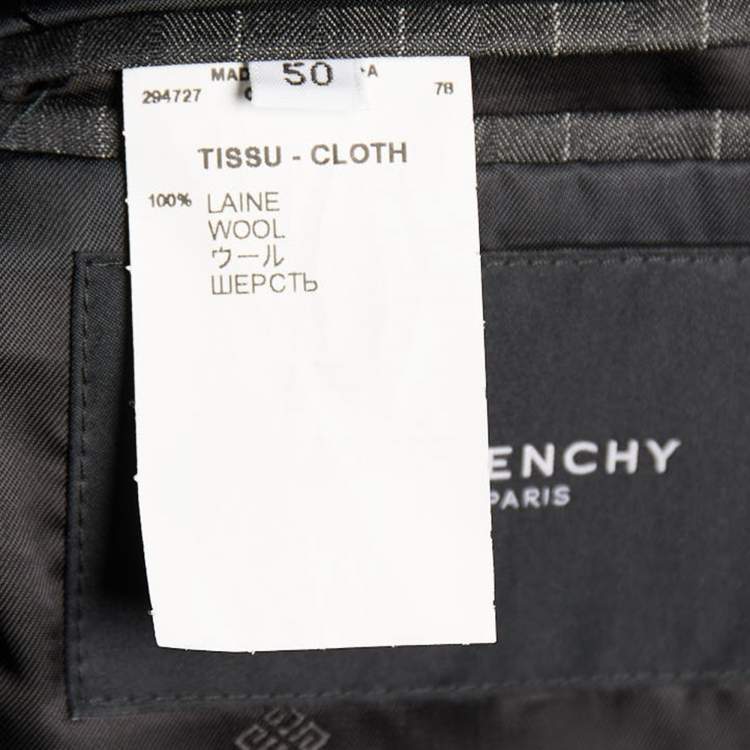 50
294727 78
TISSU - CLOTH
100% LAINE
WOOL
ウール
ШЕРСТЬ
ENCHY
PARIS